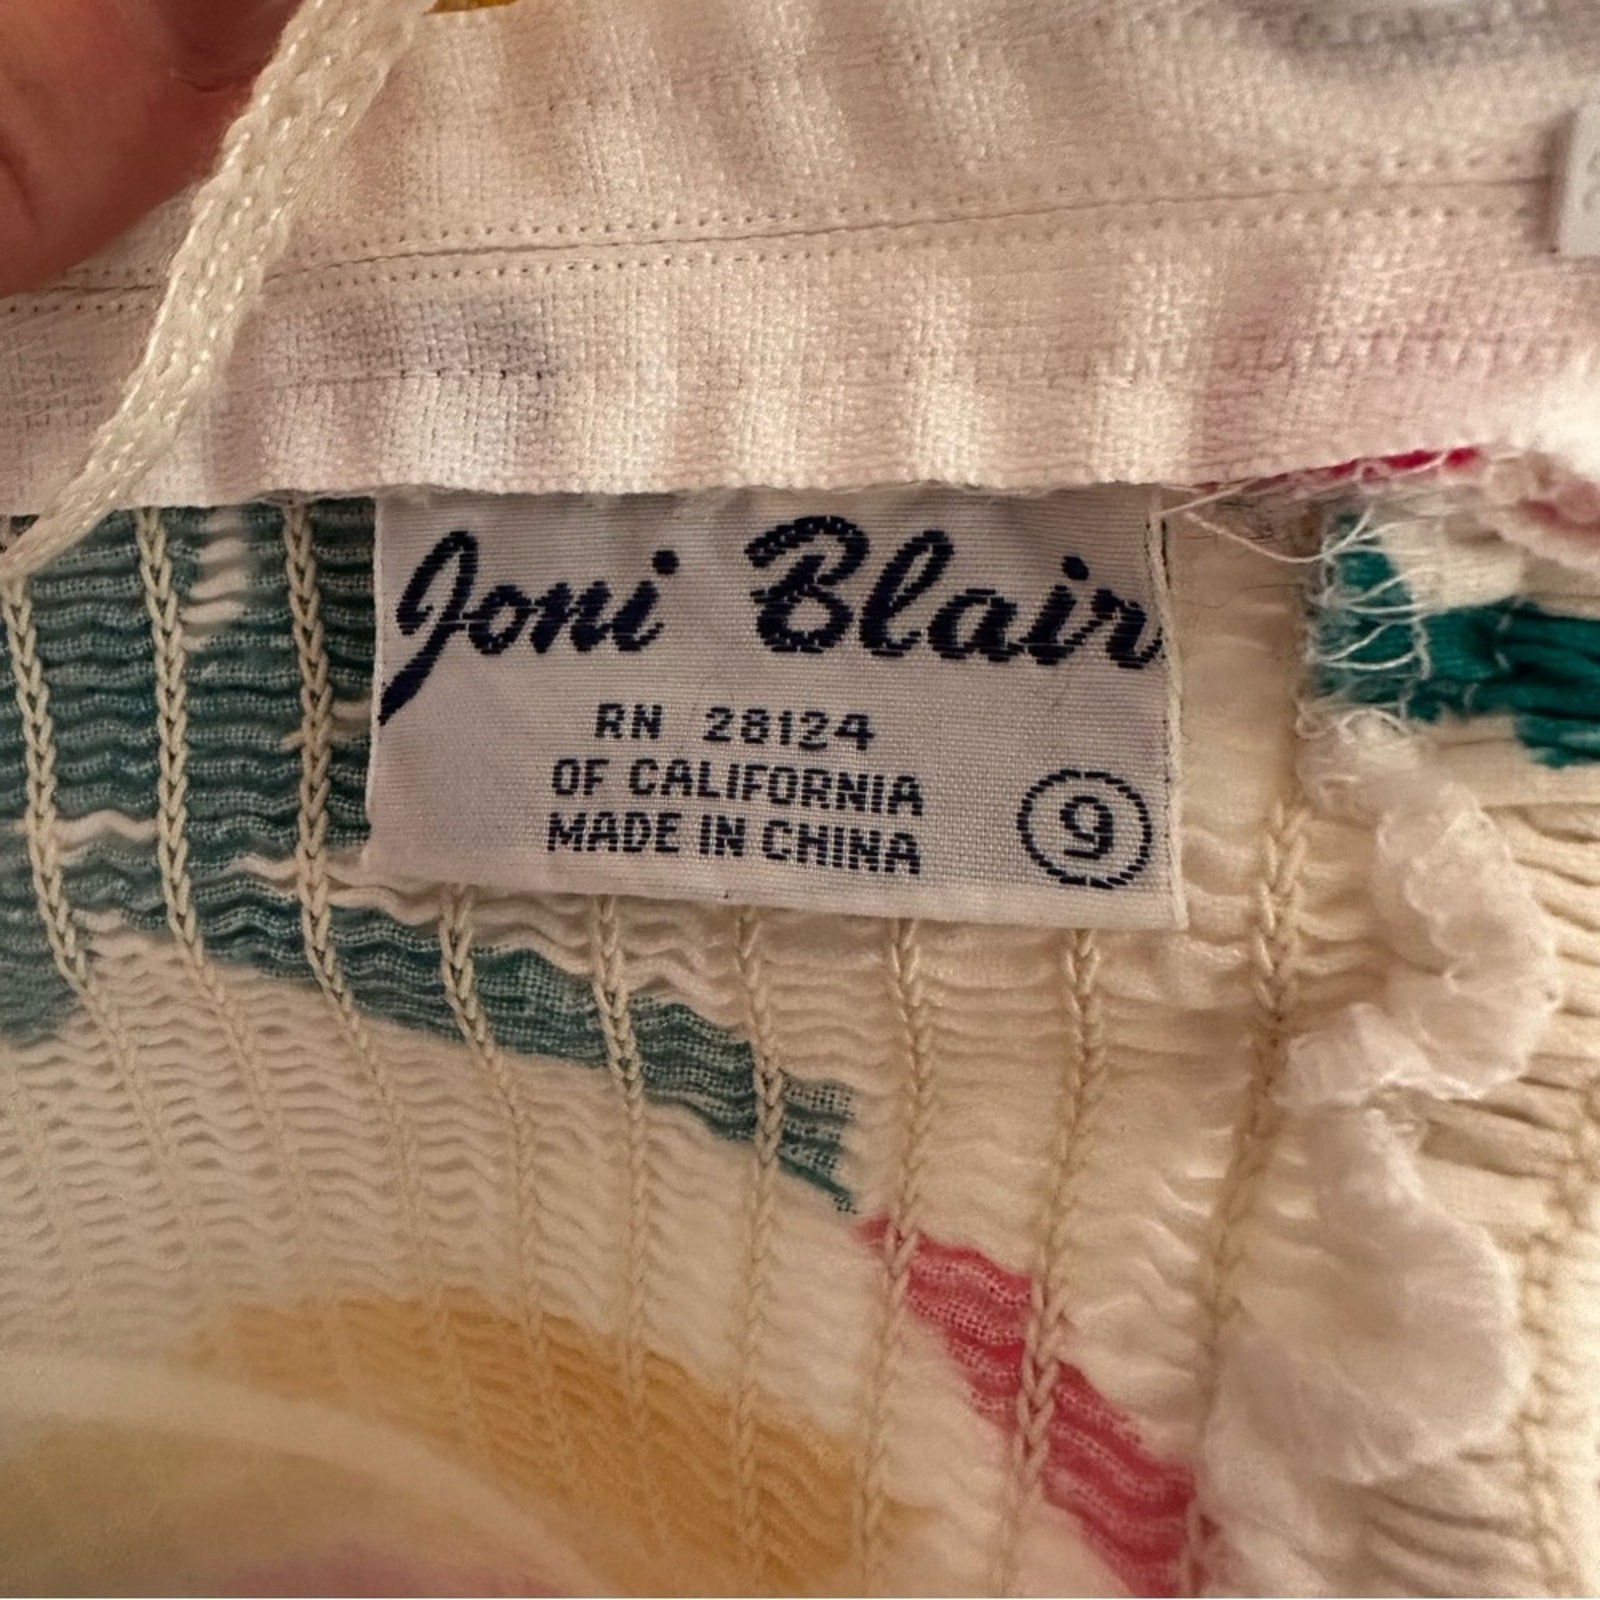 Joni Blair
RN 28124
OF CALIFORNIA
MADE IN CHINA
9